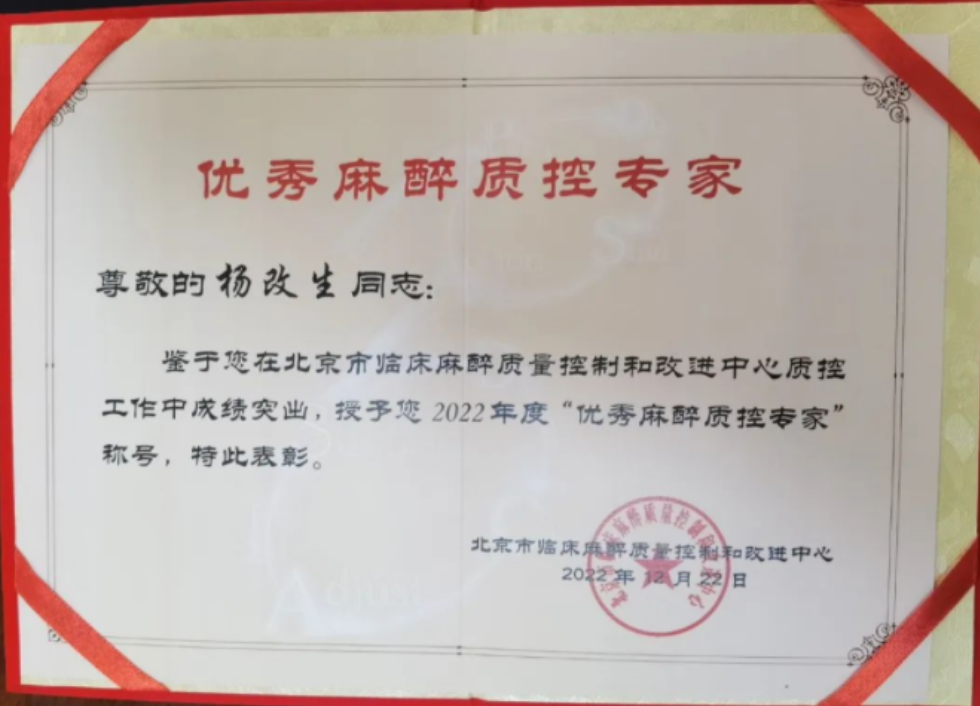 优秀麻醉质控专家
尊敬的杨改生同志：
鉴于您在北京市临床麻醉质量控制和改进中心质控
工作中成绩突出，授予您2022年度“优秀麻醉质控专家”
称号，特此表彰。
北京市临床麻醉质量控制和改进中心
2022年12月22日